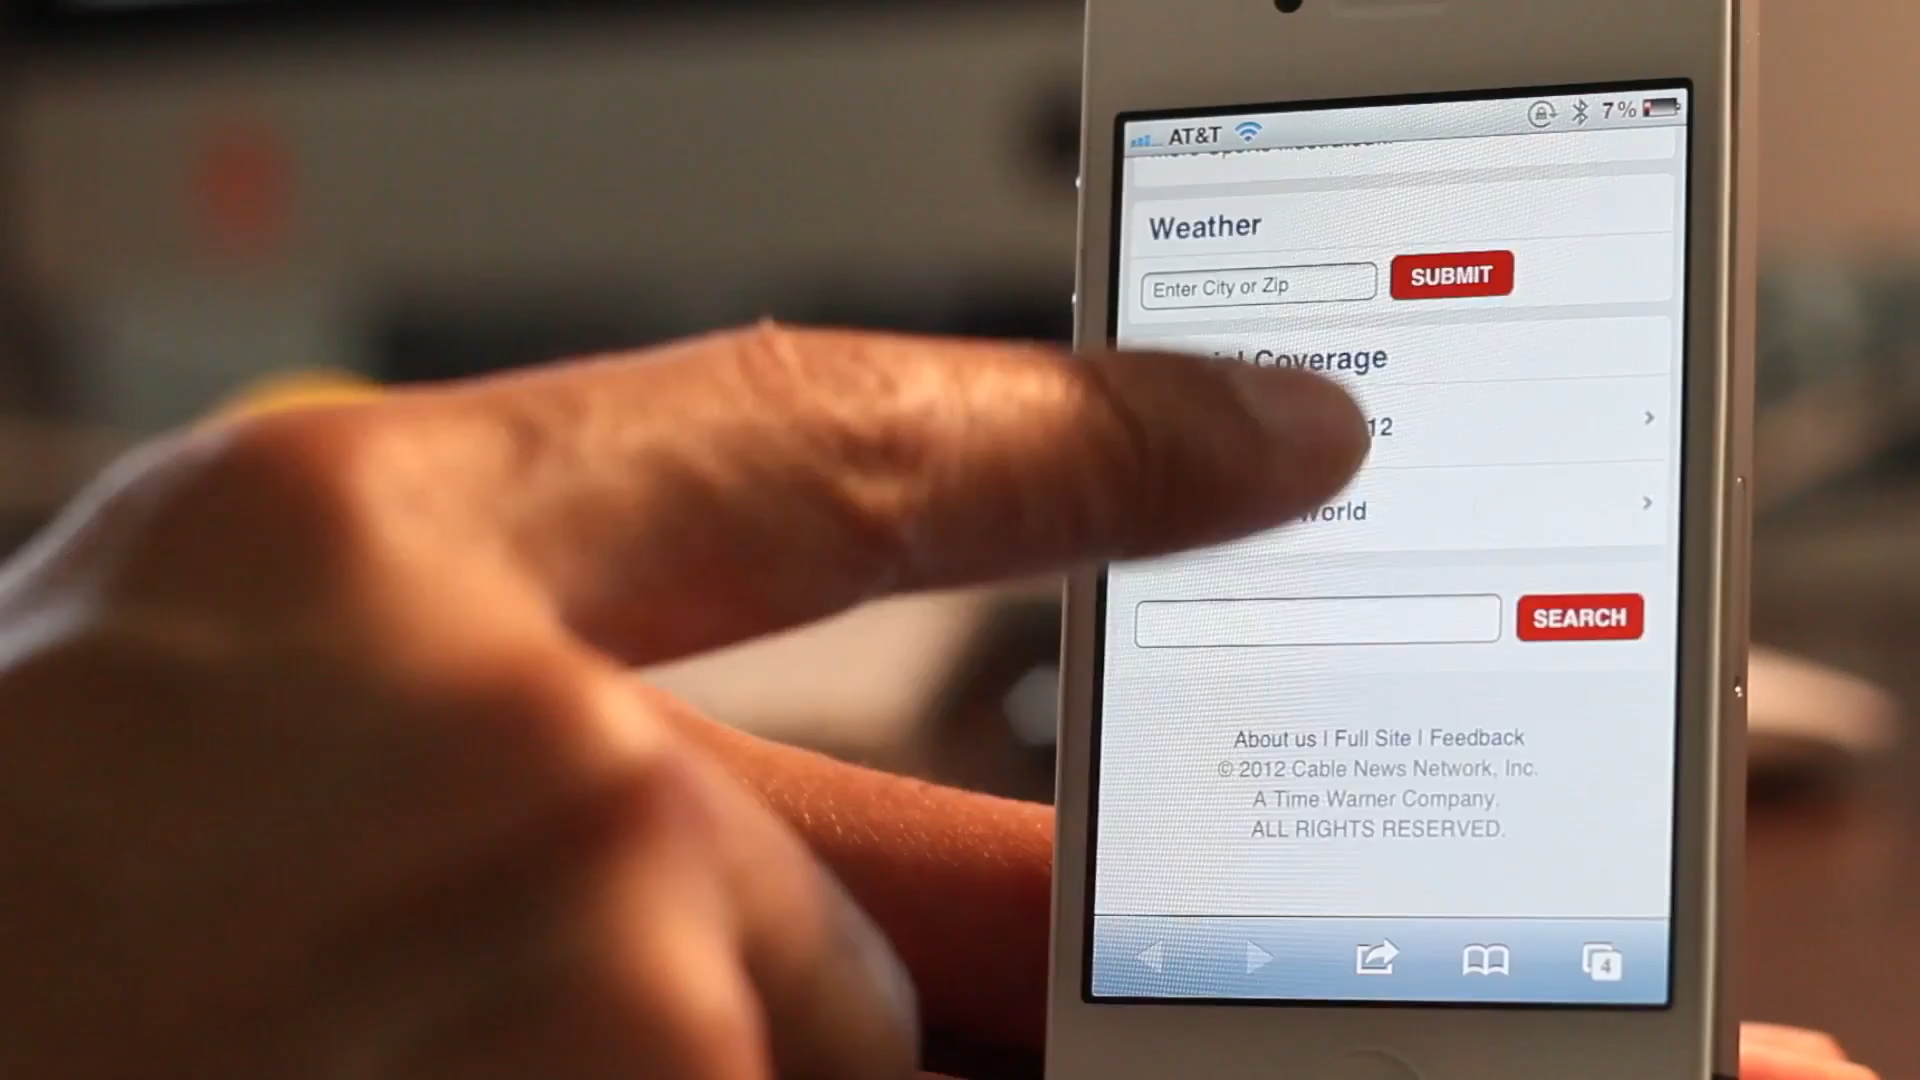 AT&T 7%
Weather
Enter City or Zip SUBMIT
Coverage
12
World
SEARCH
About us | Full Site | Feedback
© 2012 Cable News Network, Inc.
A Time Warner Company.
ALL RIGHTS RESERVED.
4